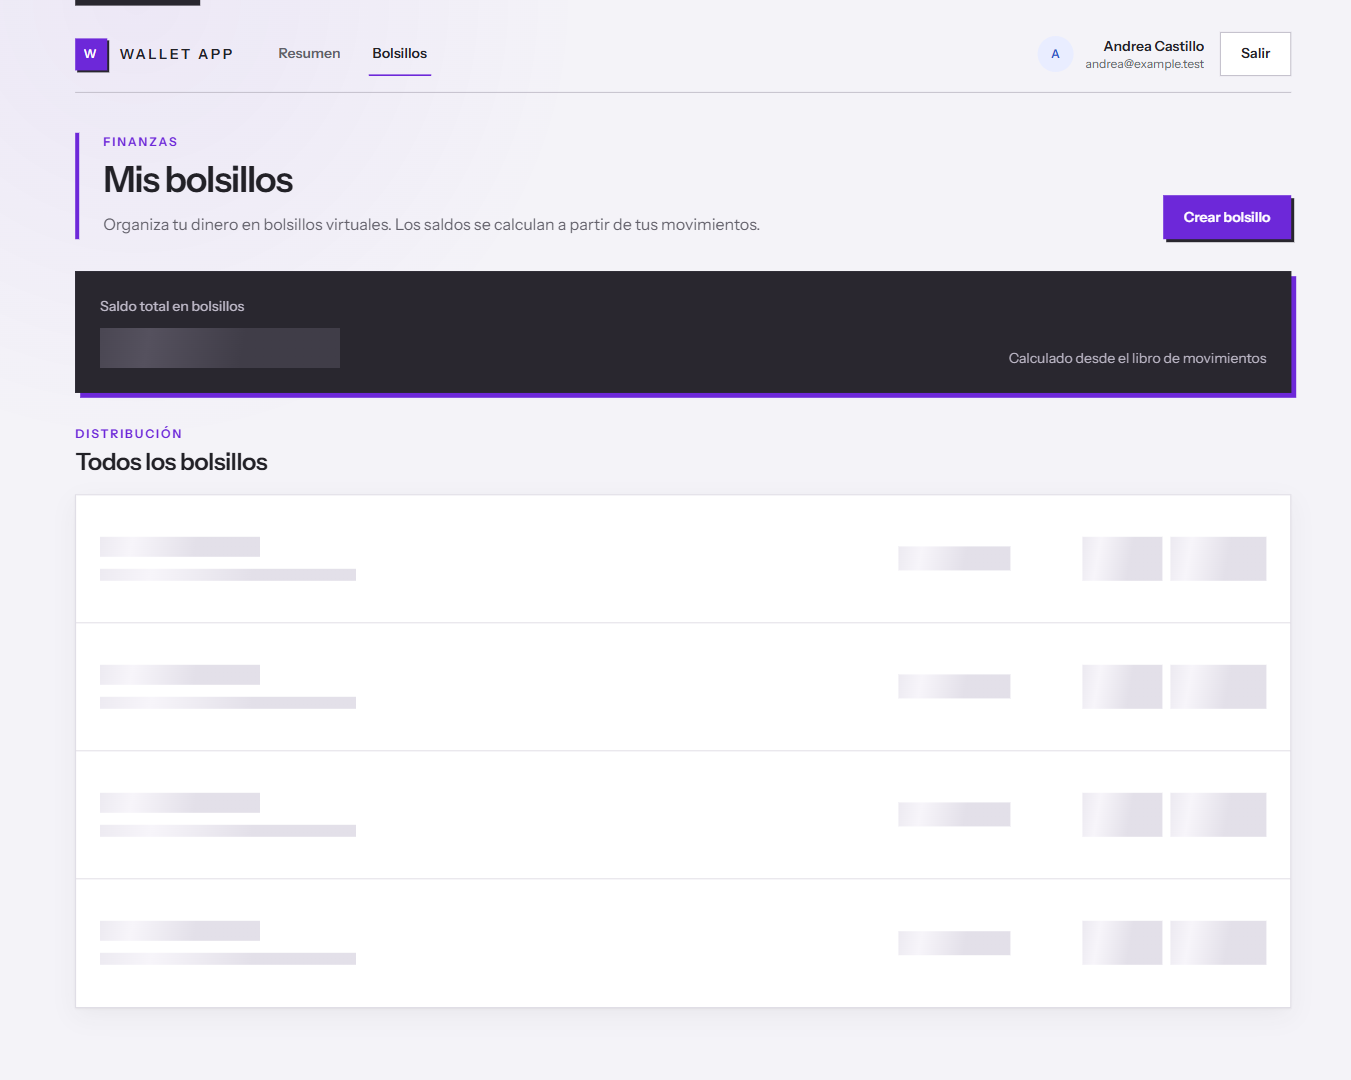 W WALLET APP Resumen Bolsillos A Andrea Castillo Salir
andrea@example.test
FINANZAS
Mis bolsillos
Organiza tu dinero en bolsillos virtuales. Los saldos se calculan a partir de tus movimientos.
Crear bolsillo
Saldo total en bolsillos
Calculado desde el libro de movimientos
DISTRIBUCIÓN
Todos los bolsillos